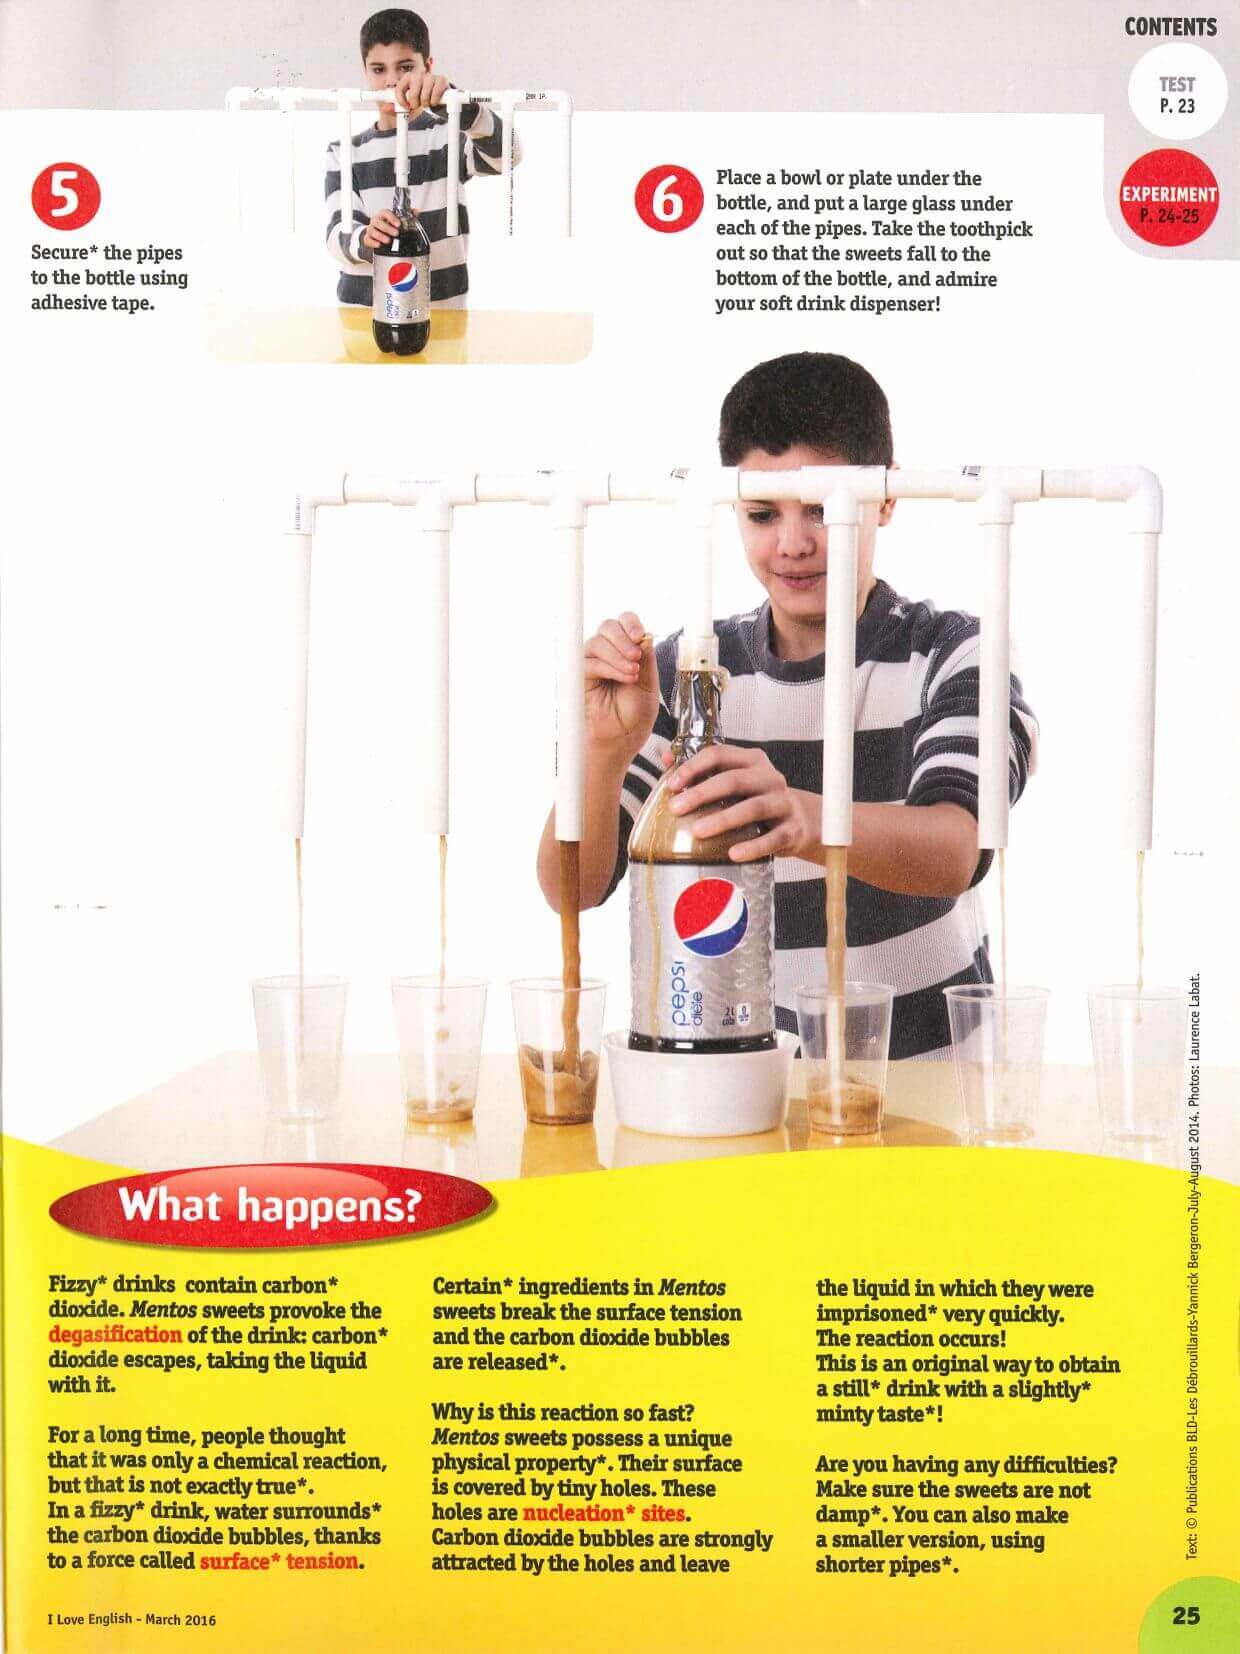 CONTENTS
TEST
P. 23
EXPERIMENT
P. 24-25
5
Secure* the pipes
to the bottle using
adhesive tape.
pepsi
6
Place a bowl or plate under the
bottle, and put a large glass under
each of the pipes. Take the toothpick
out so that the sweets fall to the
bottom of the bottle, and admire
your soft drink dispenser!
pepsi
diète
2L
cola
What happens?
Fizzy* drinks contain carbon*
dioxide. Mentos sweets provoke the
degasification of the drink: carbon*
dioxide escapes, taking the liquid
with it.
For a long time, people thought
that it was only a chemical reaction,
but that is not exactly true*.
In a fizzy* drink, water surrounds*
the carbon dioxide bubbles, thanks
to a force called surface* tension.
Certain* ingredients in Mentos
sweets break the surface tension
and the carbon dioxide bubbles
are released*.
Why is this reaction so fast?
Mentos sweets possess a unique
physical property*. Their surface
is covered by tiny holes. These
holes are nucleation* sites.
Carbon dioxide bubbles are strongly
attracted by the holes and leave
the liquid in which they were
imprisoned* very quickly.
The reaction occurs!
This is an original way to obtain
a still* drink with a slightly*
minty taste*!
Are you having any difficulties?
Make sure the sweets are not
damp*. You can also make
a smaller version, using
shorter pipes*.
Text: © Publications BLD-Les Débrouillards-Yannick Bergeron-July-August 2014. Photos: Laurence Labat.
I Love English - March 2016
25